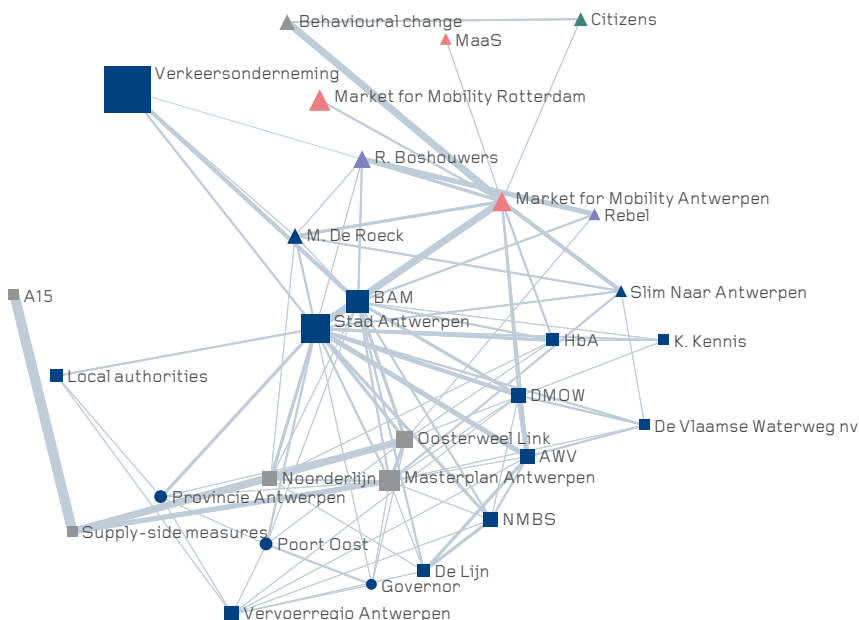 Behavioural change
Citizens
MaaS
Verkeersonderneming
Market for Mobility Rotterdam
R. Boshouwers
Market for Mobility Antwerpen
Rebel
M. De Roeck
A15
BAM
Slim Naar Antwerpen
Stad Antwerpen
HbA
K. Kennis
Local authorities
DMOW
De Vlaamse Waterweg nv
Oosterweel Link
AWV
Noorderlijn
Masterplan Antwerpen
Provincie Antwerpen
NMBS
Supply-side measures
Poort Oost
De Lijn
Governor
Vervoerregio Antwerpen